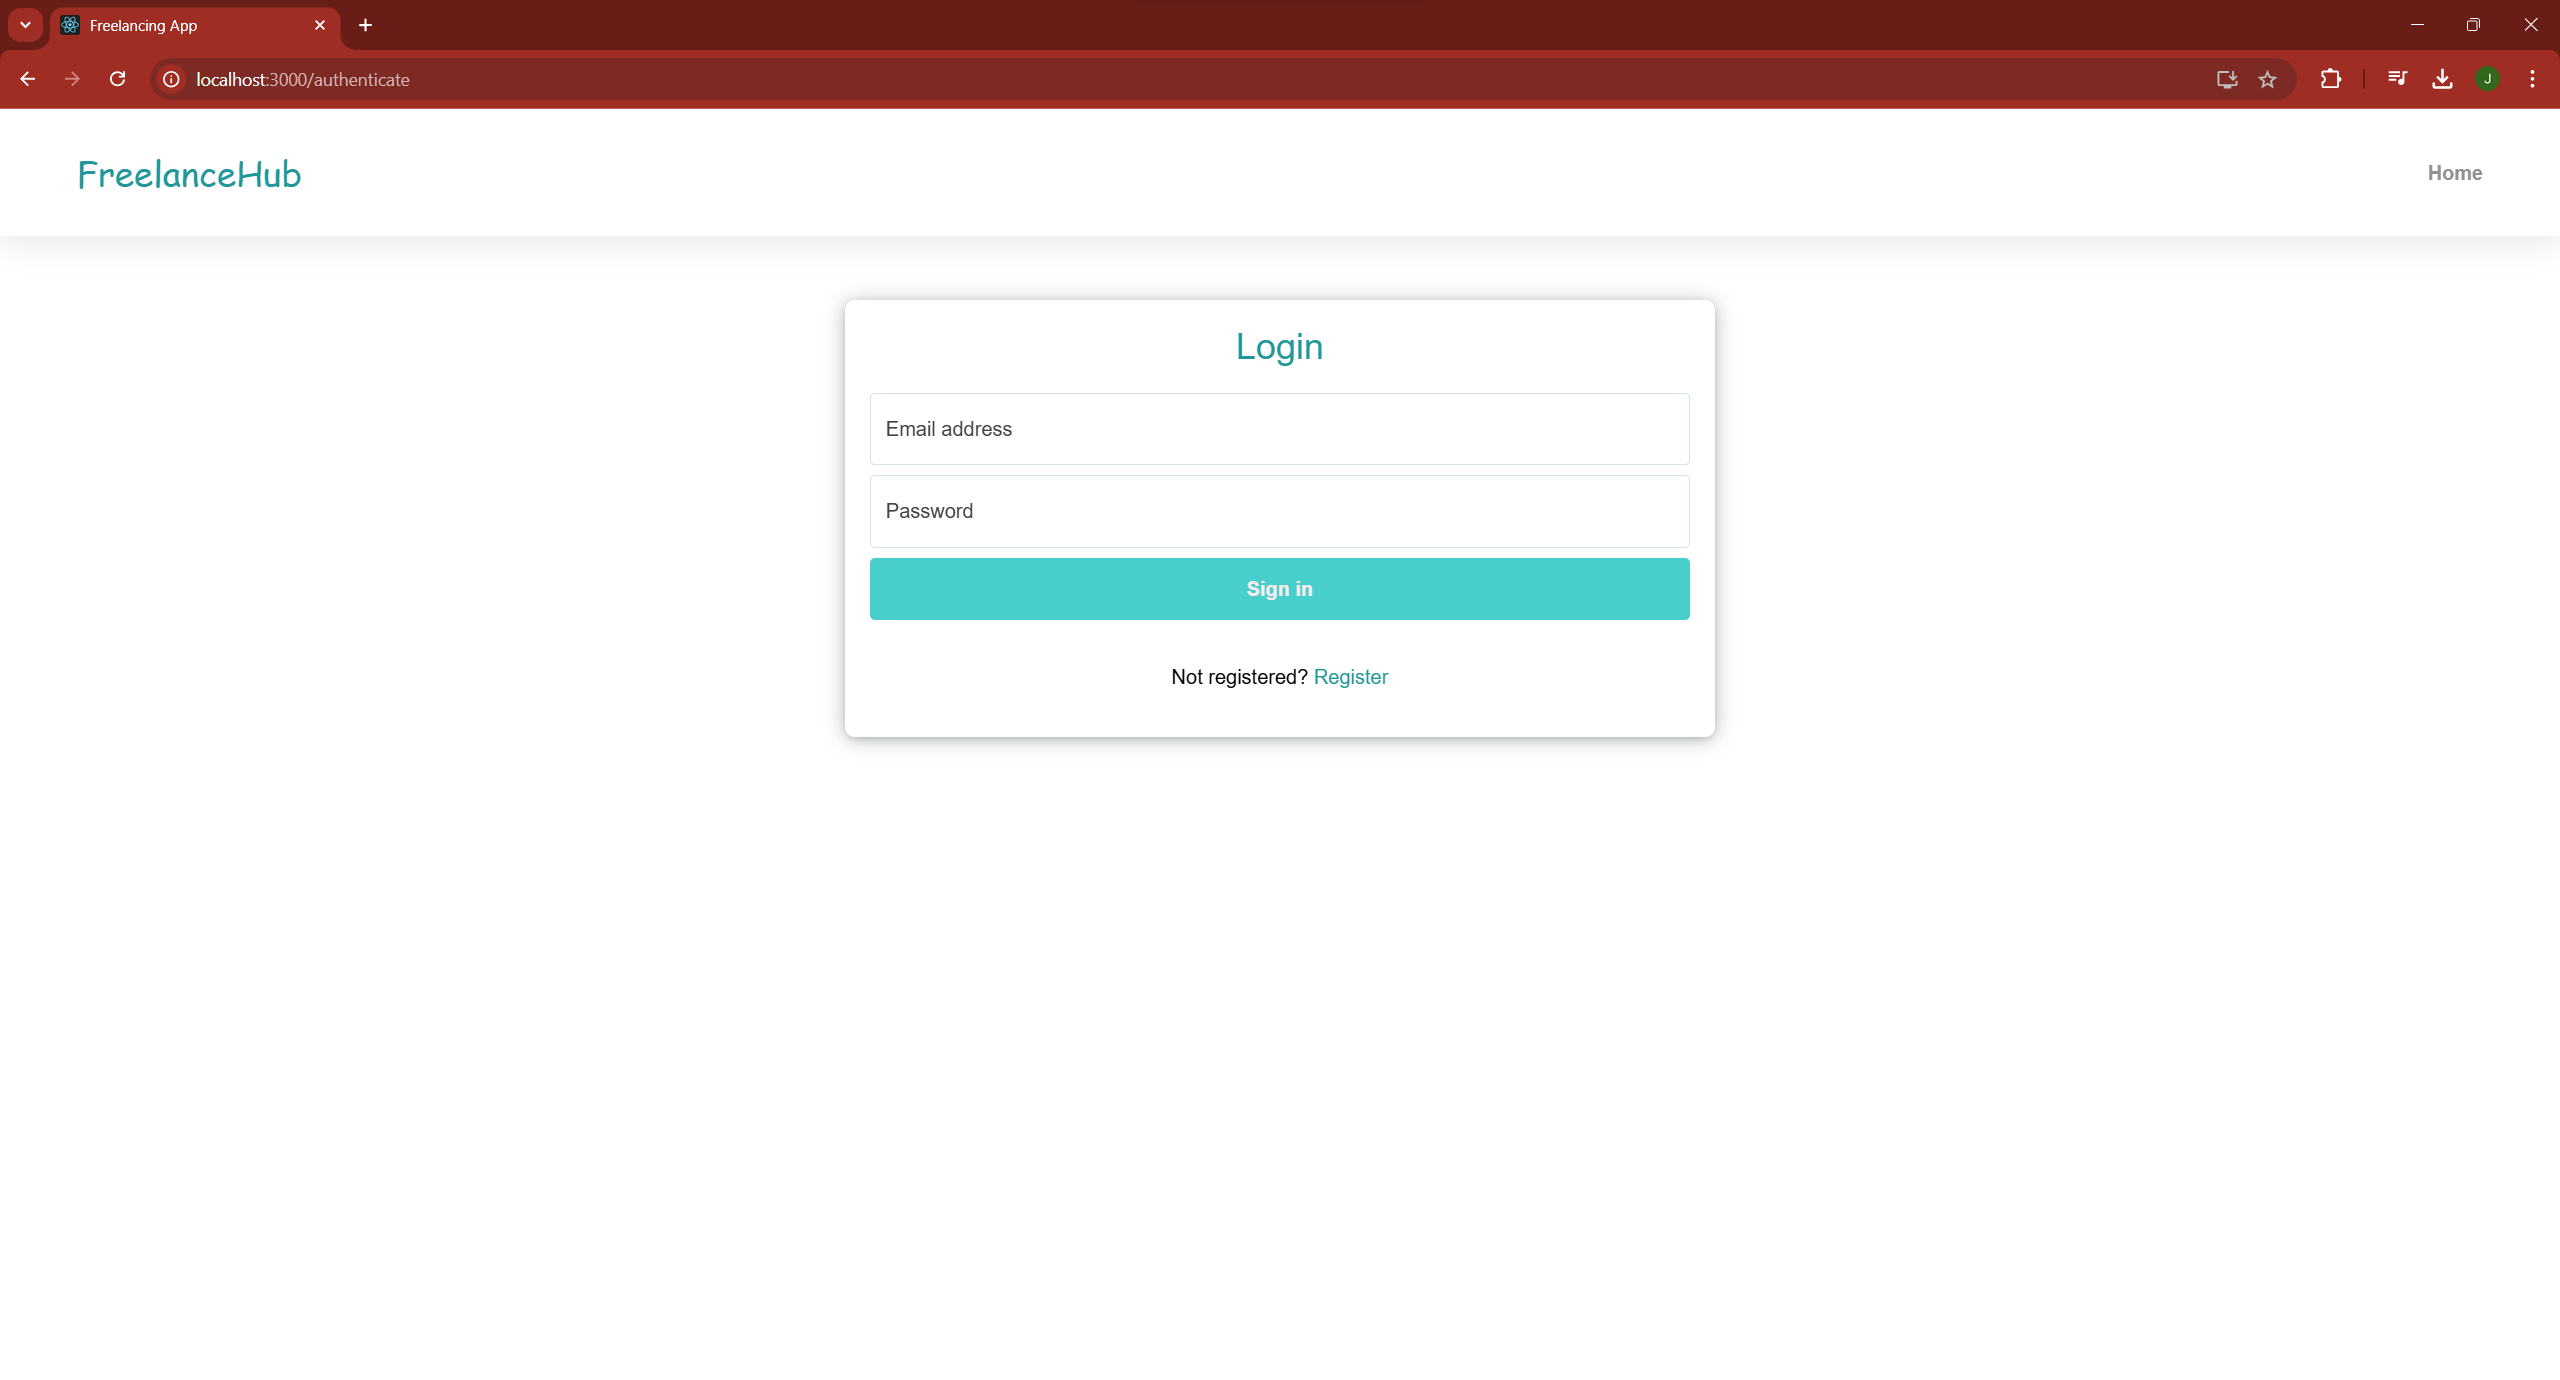 Freelancing App
localhost:3000/authenticate
J
FreelanceHub
Home
Login
Email address
Password
Sign in
Not registered? Register